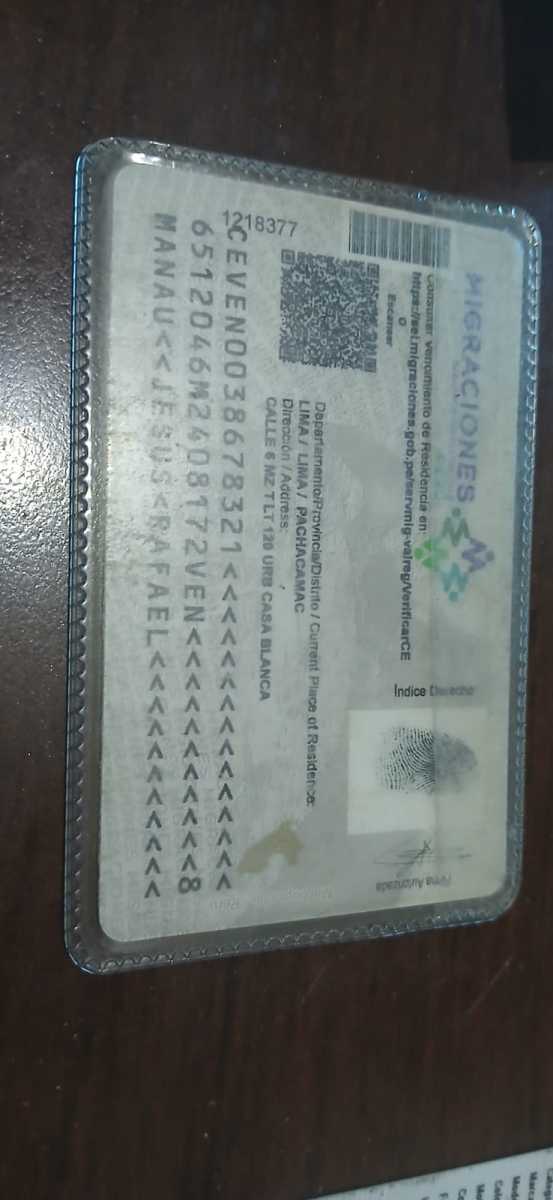 MIGRACIONES
Consultar Vencimiento de Residencia en:
https://sel.migraciones.gob.pe/servmig-valreg/VerificarCE
O
Escanear
Indice Derecho
Departamento/Provincia/Distrito / Current Place of Residence:
LIMA / LIMA / PACHACAMAC
Dirección / Address:
CALLE 6 MZ T LT 120 URB CASA BLANCA
Firma Autorizada
1218377
CEVEN0038678321<<<<<<<<<<<<<<<
6512046M2408172VEN<<<<<<<<<<<8
MANAU<<JESUS<RAFAEL<<<<<<<<<<<